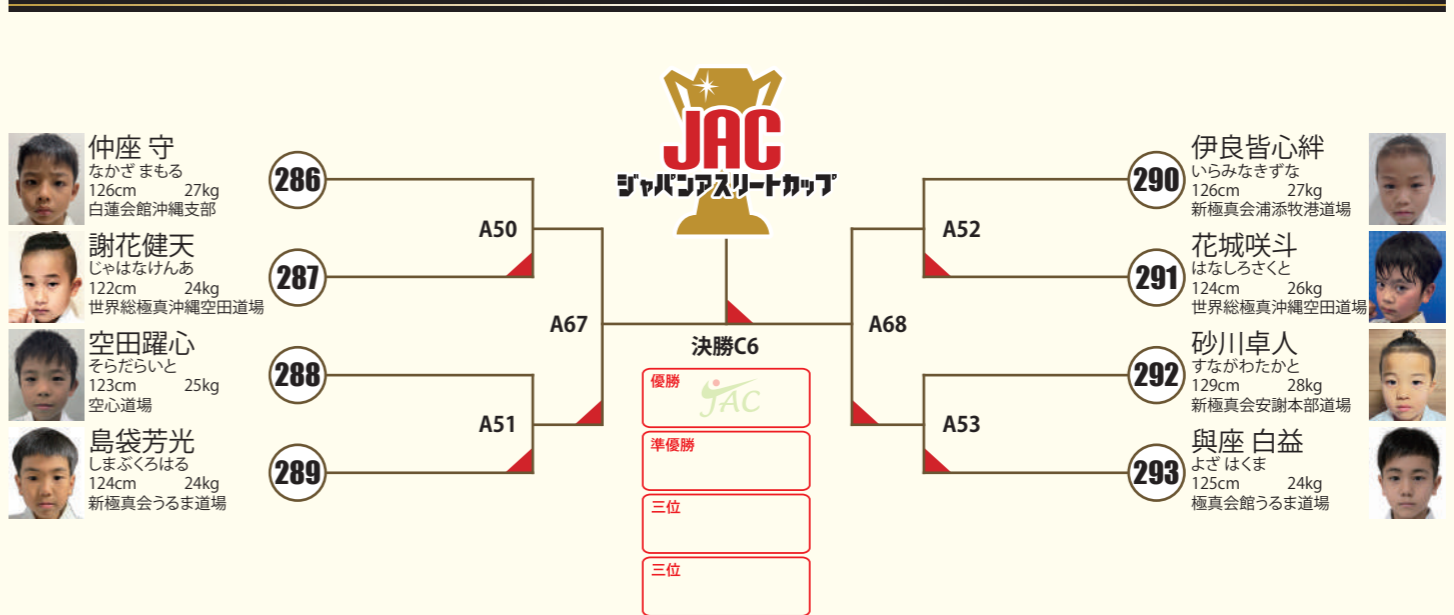 JAC
ジャパンアスリートカップ
仲座 守
なかざ まもる
126cm 27kg
白蓮会館沖縄支部
286
謝花健天
じゃはなけんあ
122cm 24kg
世界総極真沖縄空田道場
287
A50
空田躍心
そらだらいと
123cm 25kg
空心道場
288
島袋芳光
しまぶくろはる
124cm 24kg
新極真会うるま道場
289
A51
A67
決勝C6
優勝
JAC
準優勝
三位
三位
A68
A52
290
伊良皆心絆
いらみなきずな
126cm 27kg
新極真会浦添牧港道場
291
花城咲斗
はなしろさくと
124cm 26kg
世界総極真沖縄空田道場
A53
292
砂川卓人
すながわたかと
129cm 28kg
新極真会安謝本部道場
293
與座 白益
よざ はくま
125cm 24kg
極真会館うるま道場